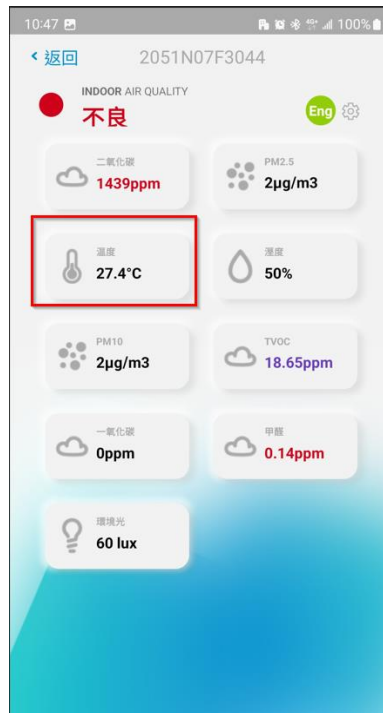 10:47 100%
返回 2051N07F3044
INDOOR AIR QUALITY
不良
Eng
二氧化碳
1439ppm
PM2.5
2µg/m3
溫度
27.4°C
溼度
50%
PM10
2µg/m3
TVOC
18.65ppm
一氧化碳
0ppm
甲醛
0.14ppm
環境光
60 lux